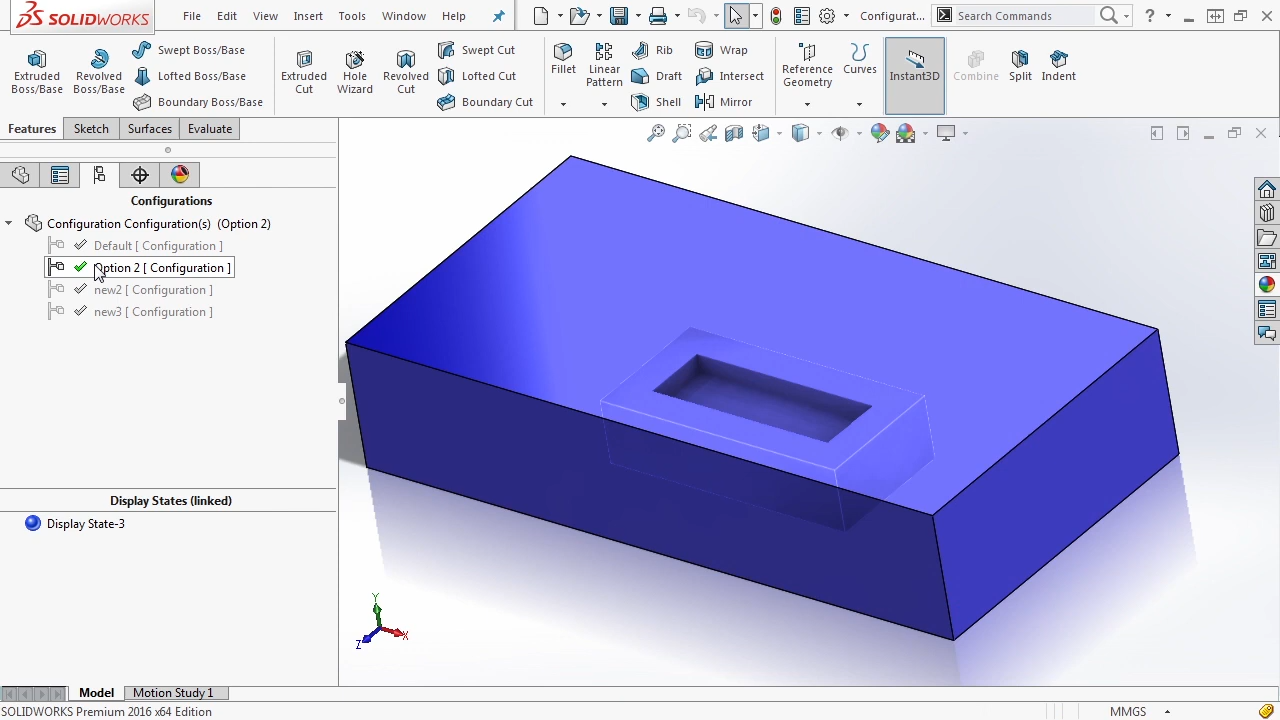 SOLIDWORKS
File Edit View Insert Tools Window Help
Configurat...
Search Commands
Extruded Boss/Base
Revolved Boss/Base
Swept Boss/Base
Lofted Boss/Base
Boundary Boss/Base
Extruded Cut
Hole Wizard
Revolved Cut
Swept Cut
Lofted Cut
Boundary Cut
Fillet
Linear Pattern
Rib
Draft
Shell
Wrap
Intersect
Mirror
Reference Geometry
Curves
Instant3D
Combine
Split
Indent
Features Sketch Surfaces Evaluate
Configurations
Configuration Configuration(s) (Option 2)
Default [ Configuration ]
Option 2 [ Configuration ]
new2 [ Configuration ]
new3 [ Configuration ]
Display States (linked)
Display State-3
Y
X
Z
Model Motion Study 1
SOLIDWORKS Premium 2016 x64 Edition
MMGS